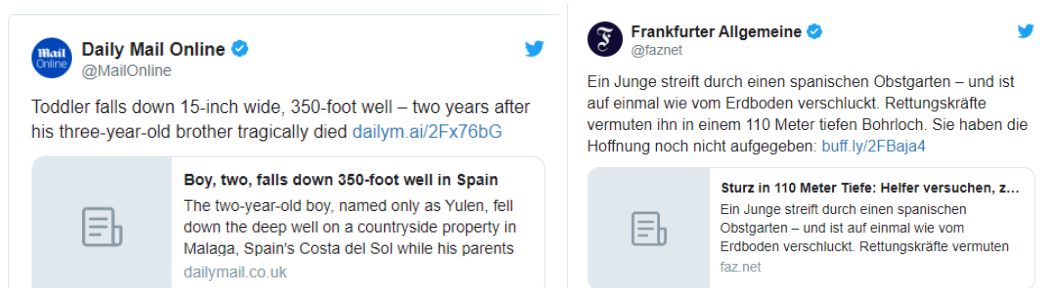 Mail
Online
Daily Mail Online
@MailOnline
Toddler falls down 15-inch wide, 350-foot well – two years after
his three-year-old brother tragically died dailym.ai/2Fx76bG
Boy, two, falls down 350-foot well in Spain
The two-year-old boy, named only as Yulen, fell
down the deep well on a countryside property in
Malaga, Spain's Costa del Sol while his parents
dailymail.co.uk
F
Frankfurter Allgemeine
@faznet
Ein Junge streift durch einen spanischen Obstgarten – und ist
auf einmal wie vom Erdboden verschluckt. Rettungskräfte
vermuten ihn in einem 110 Meter tiefen Bohrloch. Sie haben die
Hoffnung noch nicht aufgegeben: buff.ly/2FBaja4
Sturz in 110 Meter Tiefe: Helfer versuchen, z…
Ein Junge streift durch einen spanischen
Obstgarten – und ist auf einmal wie vom
Erdboden verschluckt. Rettungskräfte vermuten
faz.net